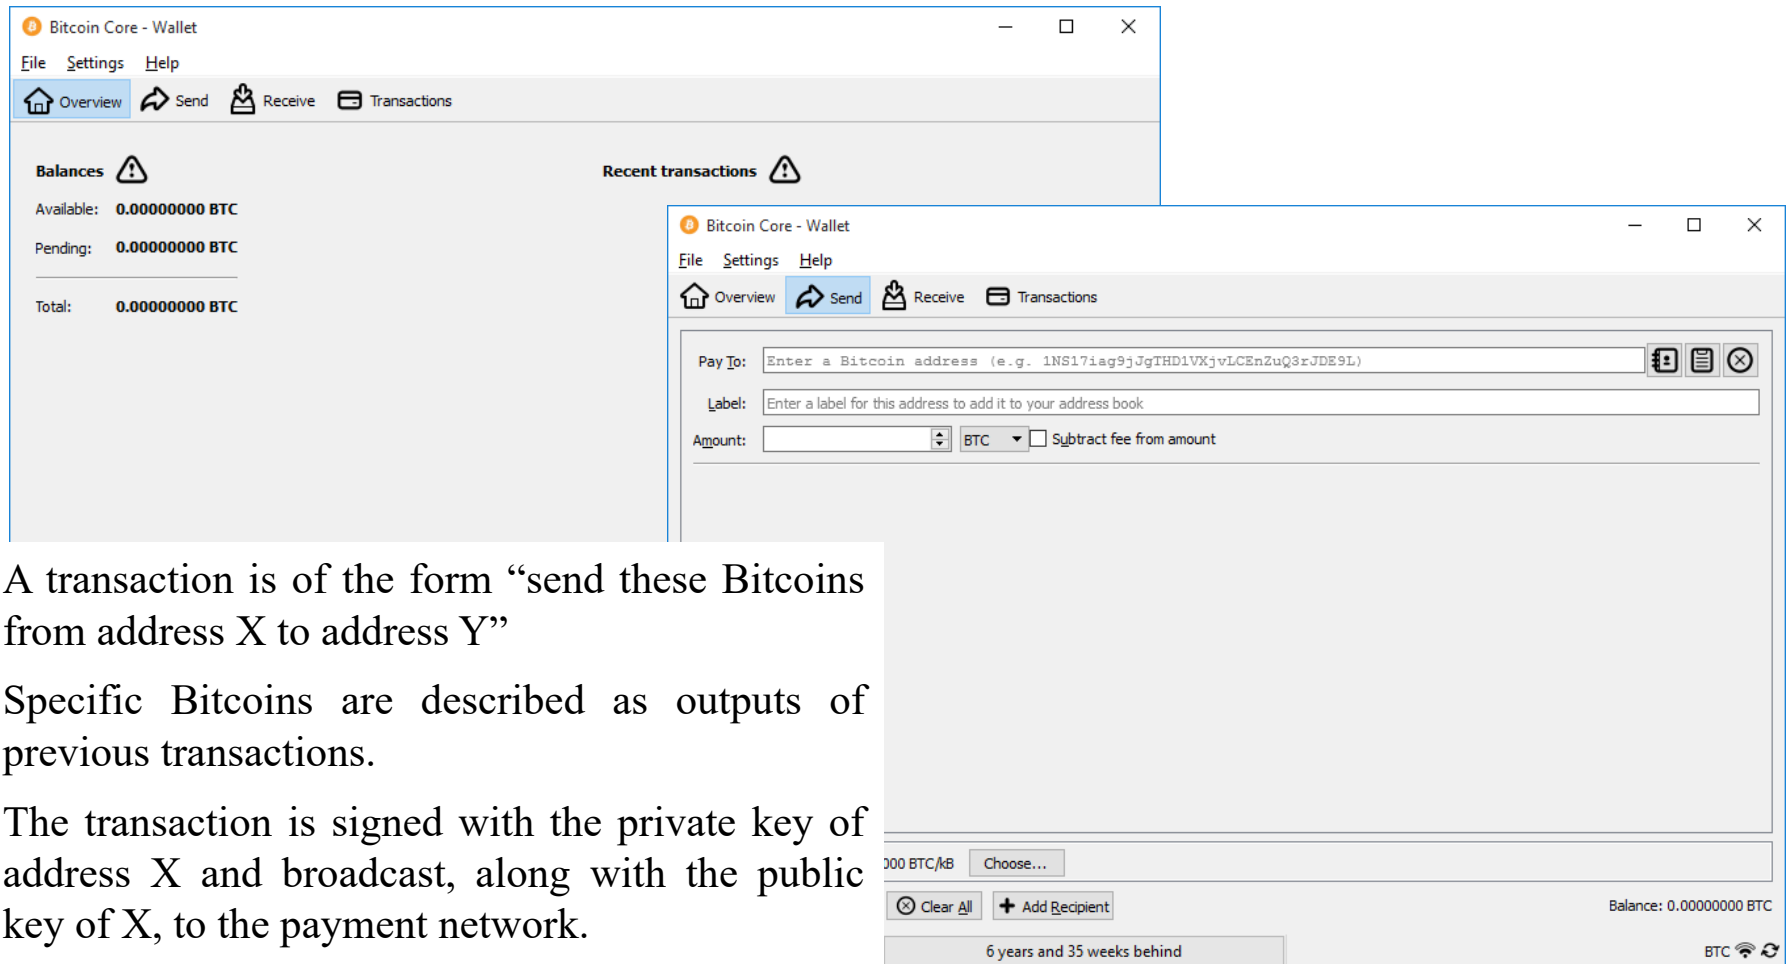 Bitcoin Core - Wallet
File Settings Help
Overview Send Receive Transactions
Balances
Recent transactions
Available: 0.00000000 BTC
Pending: 0.00000000 BTC
Total: 0.00000000 BTC
Bitcoin Core - Wallet
File Settings Help
Overview Send Receive Transactions
Pay To: Enter a Bitcoin address (e.g. 1NS17iag9jJgTHD1VXjvLCEnZuQ3rJDE9L)
Label: Enter a label for this address to add it to your address book
Amount: BTC Subtract fee from amount
A transaction is of the form “send these Bitcoins
from address X to address Y”
Specific Bitcoins are described as outputs of
previous transactions.
The transaction is signed with the private key of
address X and broadcast, along with the public
key of X, to the payment network.
000 BTC/kB Choose...
Clear All Add Recipient Balance: 0.00000000 BTC
6 years and 35 weeks behind BTC